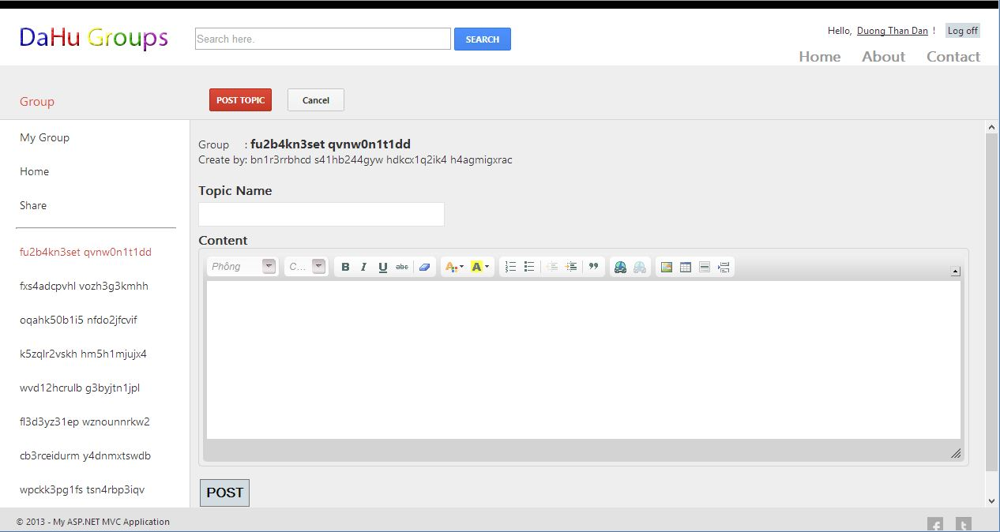 DaHu Groups
Search here.
SEARCH
Hello, Duong Than Dan ! Log off
Home About Contact
Group
POST TOPIC
Cancel
My Group
Home
Share
fu2b4kn3set qvnw0n1t1dd
fxs4adcpvhl vozh3g3kmhh
oqahk50b1i5 nfdo2jfcvif
k5zqlr2vskh hm5h1mjujx4
wvd12hcrulb g3byjtn1jpl
fl3d3yz31ep wznounnrkw2
cb3rceidurm y4dnmxtswdb
wpckk3pg1fs tsn4rbp3iqv
Group : fu2b4kn3set qvnw0n1t1dd
Create by: bn1r3rrbhcd s41hb244gyw hdkcx1q2ik4 h4agmigxrac
Topic Name
Content
Phông C... B I U abc A A
POST
© 2013 - My ASP.NET MVC Application